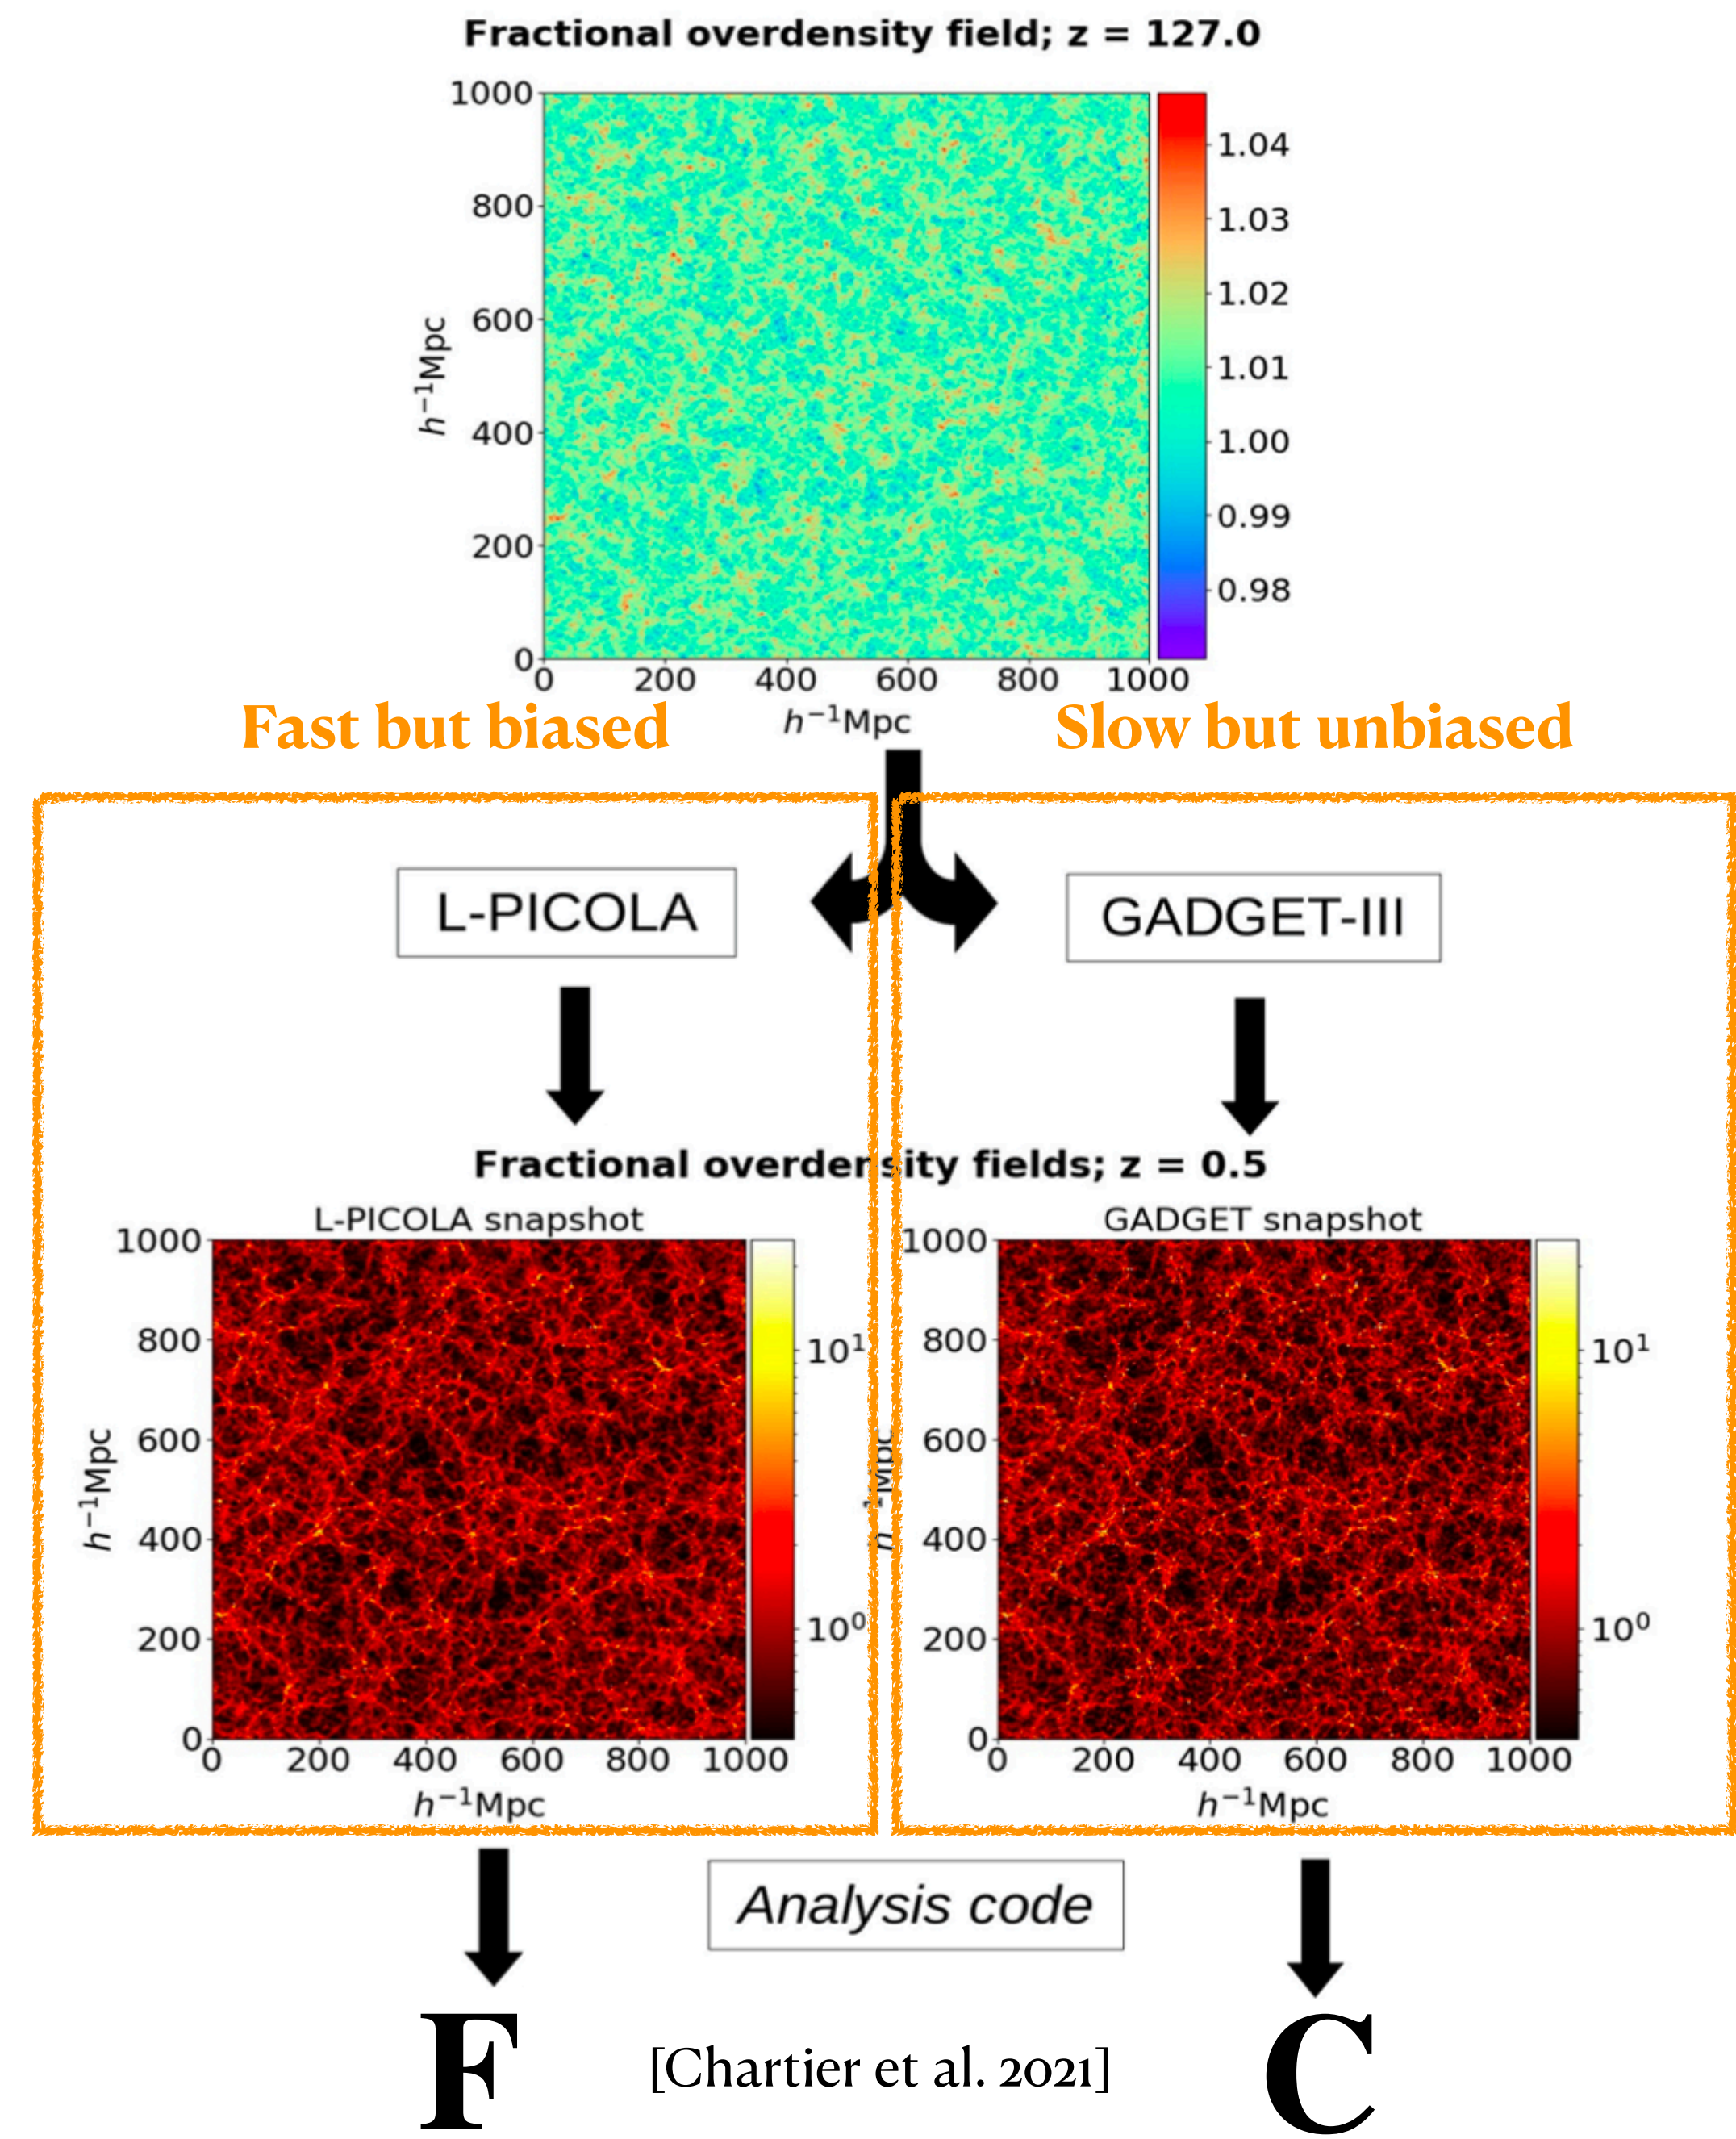 Fractional overdensity field; z = 127.0
1000
800
600
400
200
0
h⁻¹Mpc
1.04
1.03
1.02
1.01
1.00
0.99
0.98
0 200 400 600 800 1000
h⁻¹Mpc
Fast but biased
Slow but unbiased
L-PICOLA
GADGET-III
Fractional overdensity fields; z = 0.5
L-PICOLA snapshot
1000
800
600
400
200
0
h⁻¹Mpc
10¹
10⁰
0 200 400 600 800 1000
h⁻¹Mpc
GADGET snapshot
1000
800
600
400
200
0
h⁻¹Mpc
10¹
10⁰
0 200 400 600 800 1000
h⁻¹Mpc
Analysis code
F
[Chartier et al. 2021]
C